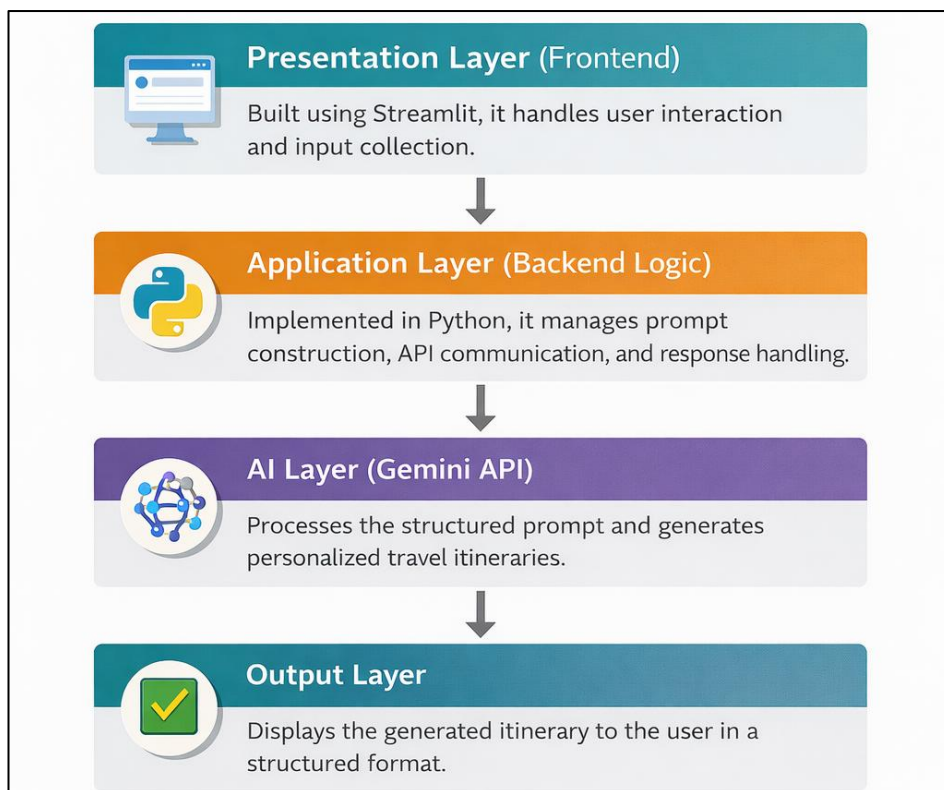 Presentation Layer (Frontend)
Built using Streamlit, it handles user interaction
and input collection.
Application Layer (Backend Logic)
Implemented in Python, it manages prompt
construction, API communication, and response handling.
AI Layer (Gemini API)
Processes the structured prompt and generates
personalized travel itineraries.
Output Layer
Displays the generated itinerary to the user in a
structured format.